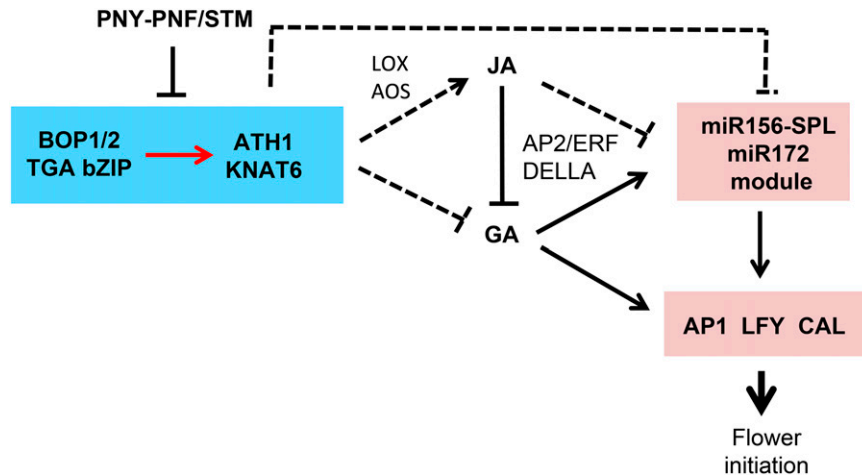 PNY-PNF/STM
BOP1/2
TGA bZIP
ATH1
KNAT6
LOX
AOS
JA
AP2/ERF
DELLA
GA
miR156-SPL
miR172
module
AP1 LFY CAL
Flower
initiation